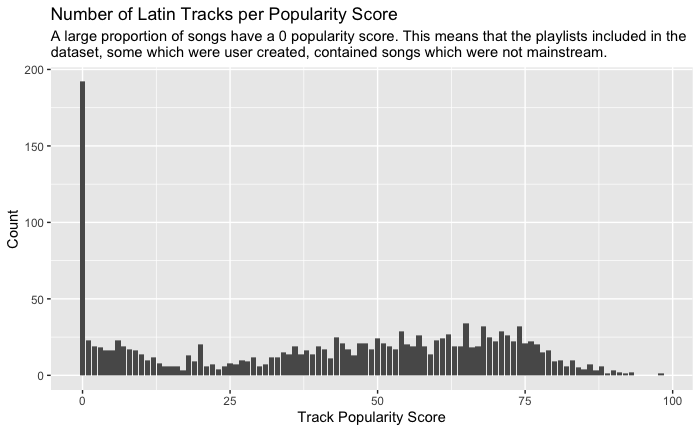 Number of Latin Tracks per Popularity Score
A large proportion of songs have a 0 popularity score. This means that the playlists included in the
dataset, some which were user created, contained songs which were not mainstream.
200
150
100
50
0
Count
0 25 50 75 100
Track Popularity Score